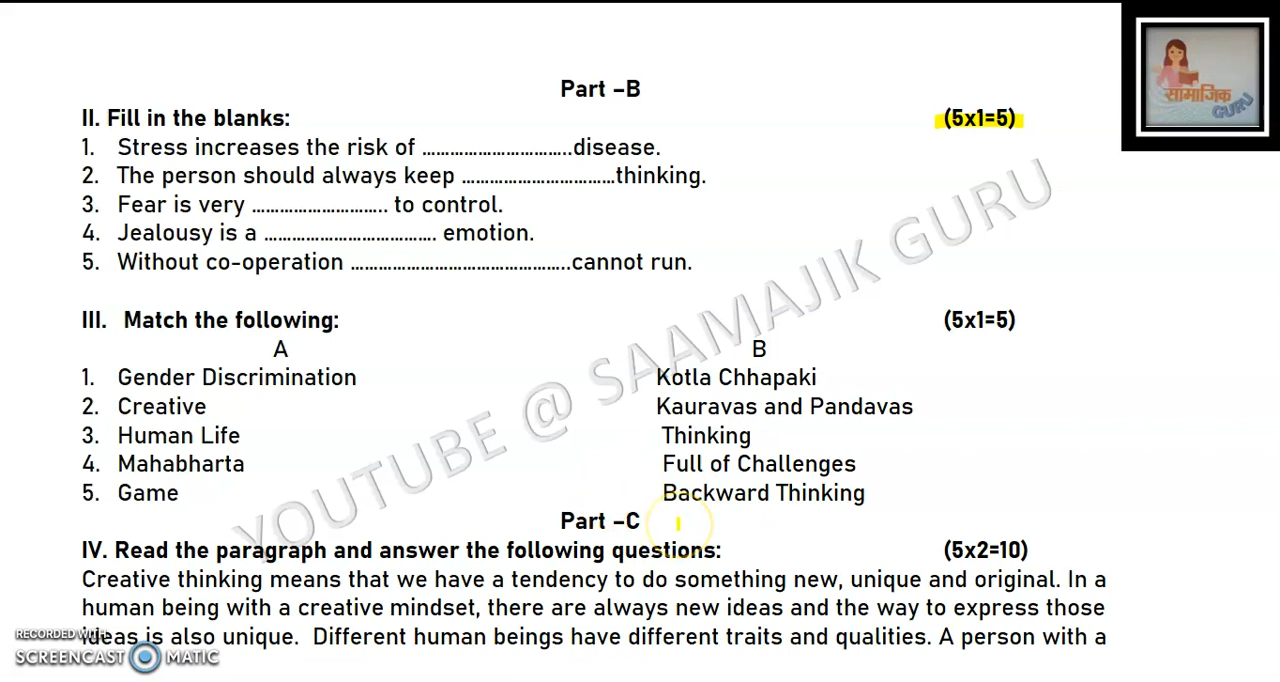 Part –B
II. Fill in the blanks: (5x1=5)
1. Stress increases the risk of ................................disease.
2. The person should always keep .................................thinking.
3. Fear is very ............................. to control.
4. Jealousy is a ..................................... emotion.
5. Without co-operation ...............................................cannot run.
III. Match the following: (5x1=5)
A B
1. Gender Discrimination Kotla Chhapaki
2. Creative Kauravas and Pandavas
3. Human Life Thinking
4. Mahabharta Full of Challenges
5. Game Backward Thinking
Part –C
IV. Read the paragraph and answer the following questions: (5x2=10)
Creative thinking means that we have a tendency to do something new, unique and original. In a
human being with a creative mindset, there are always new ideas and the way to express those
ideas is also unique. Different human beings have different traits and qualities. A person with a
YOUTUBE @ SAAMAJIK GURU
सामाजिक
GURU
RECORDED WITH
SCREENCAST MATIC